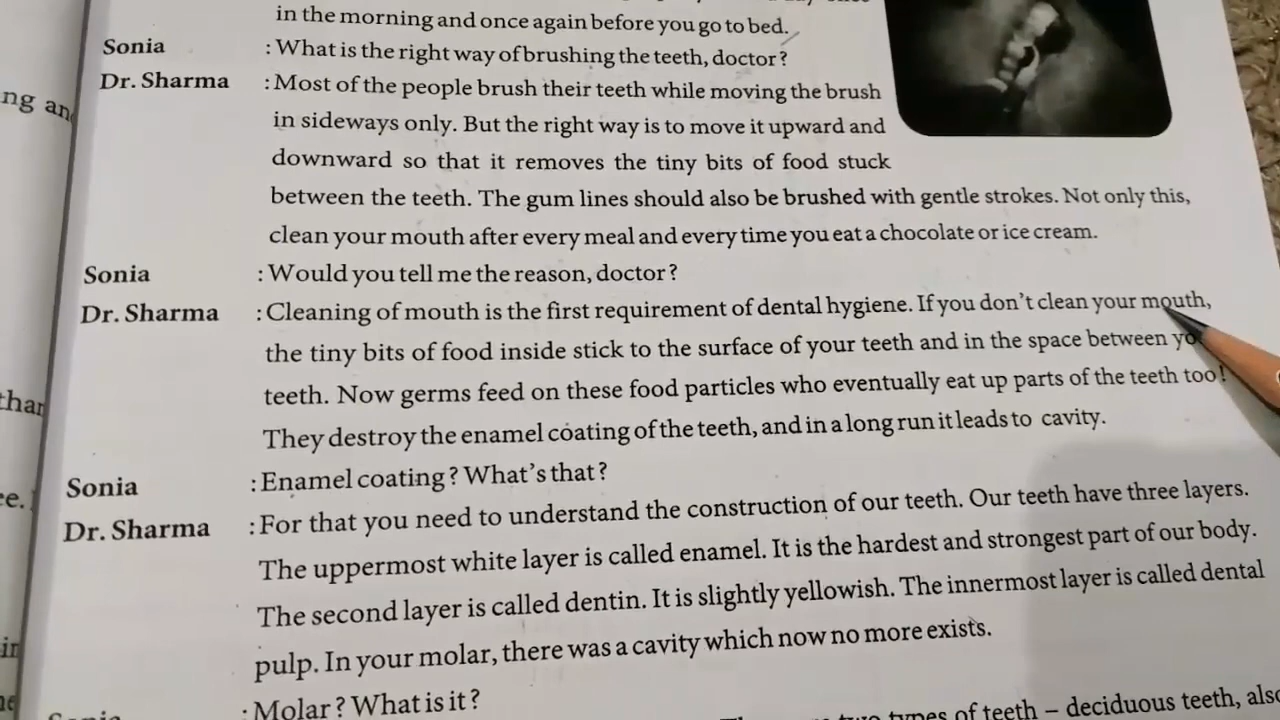 in the morning and once again before you go to bed.
Sonia : What is the right way of brushing the teeth, doctor?
Dr. Sharma : Most of the people brush their teeth while moving the brush
in sideways only. But the right way is to move it upward and
downward so that it removes the tiny bits of food stuck
between the teeth. The gum lines should also be brushed with gentle strokes. Not only this,
clean your mouth after every meal and every time you eat a chocolate or ice cream.
Sonia : Would you tell me the reason, doctor?
Dr. Sharma : Cleaning of mouth is the first requirement of dental hygiene. If you don't clean your mouth,
the tiny bits of food inside stick to the surface of your teeth and in the space between
teeth. Now germs feed on these food particles who eventually eat up parts of the teeth too!
They destroy the enamel coating of the teeth, and in a long run it leads to cavity.
Sonia : Enamel coating? What's that?
Dr. Sharma : For that you need to understand the construction of our teeth. Our teeth have three layers.
The uppermost white layer is called enamel. It is the hardest and strongest part of our body.
The second layer is called dentin. It is slightly yellowish. The innermost layer is called dental
pulp. In your molar, there was a cavity which now no more exists.
Sonia : Molar? What is it?
two types of teeth – deciduous teeth, also